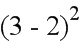 (3 - 2)²